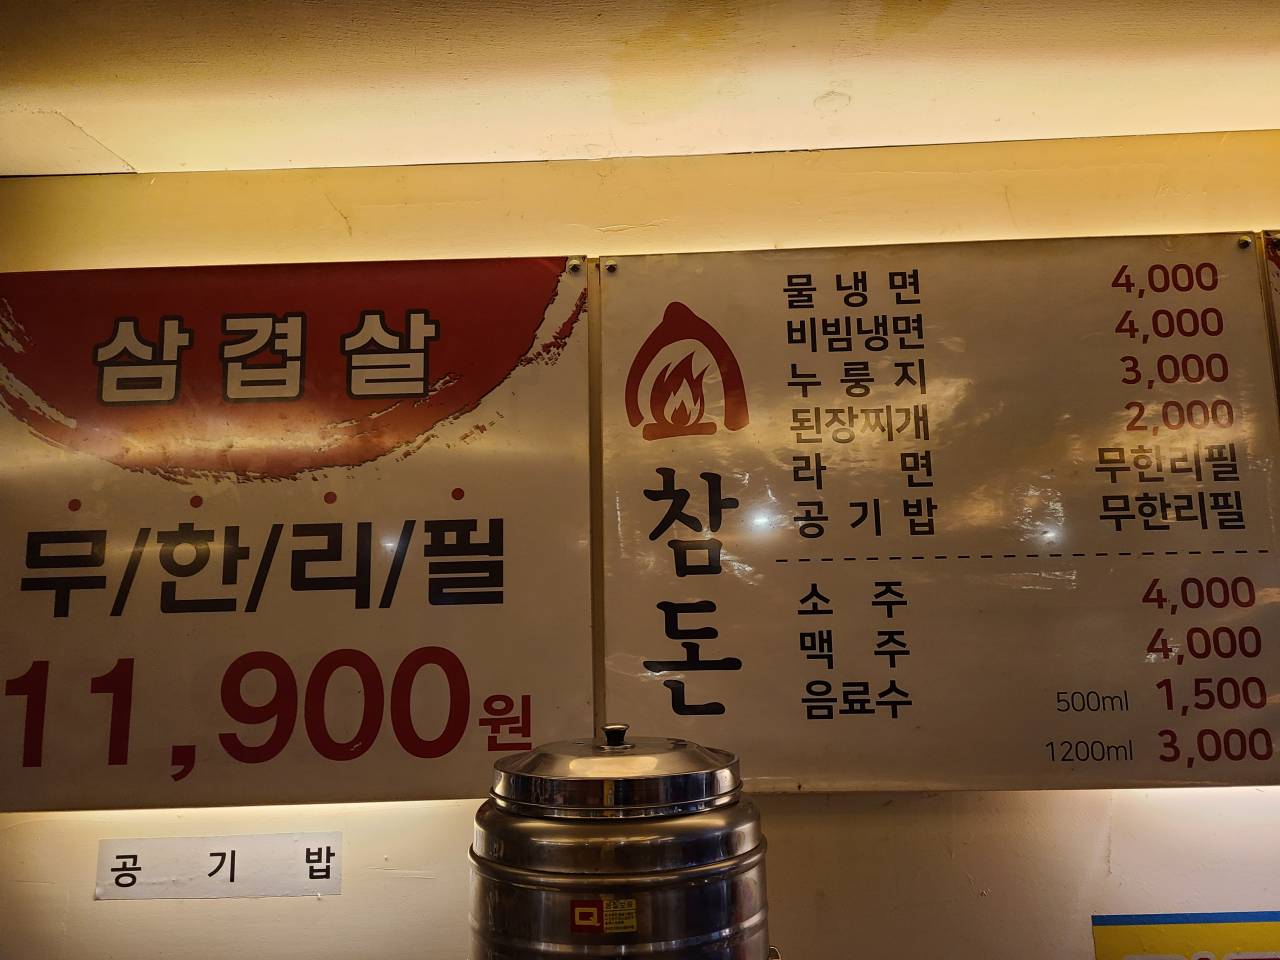 삼겹살
무/한/리/필
11,900원
참돈
물냉면 4,000
비빔냉면 4,000
누룽지 3,000
된장찌개 2,000
라면 무한리필
공기밥 무한리필
소주 4,000
맥주 4,000
음료수 500ml 1,500
1200ml 3,000
공기밥
Q